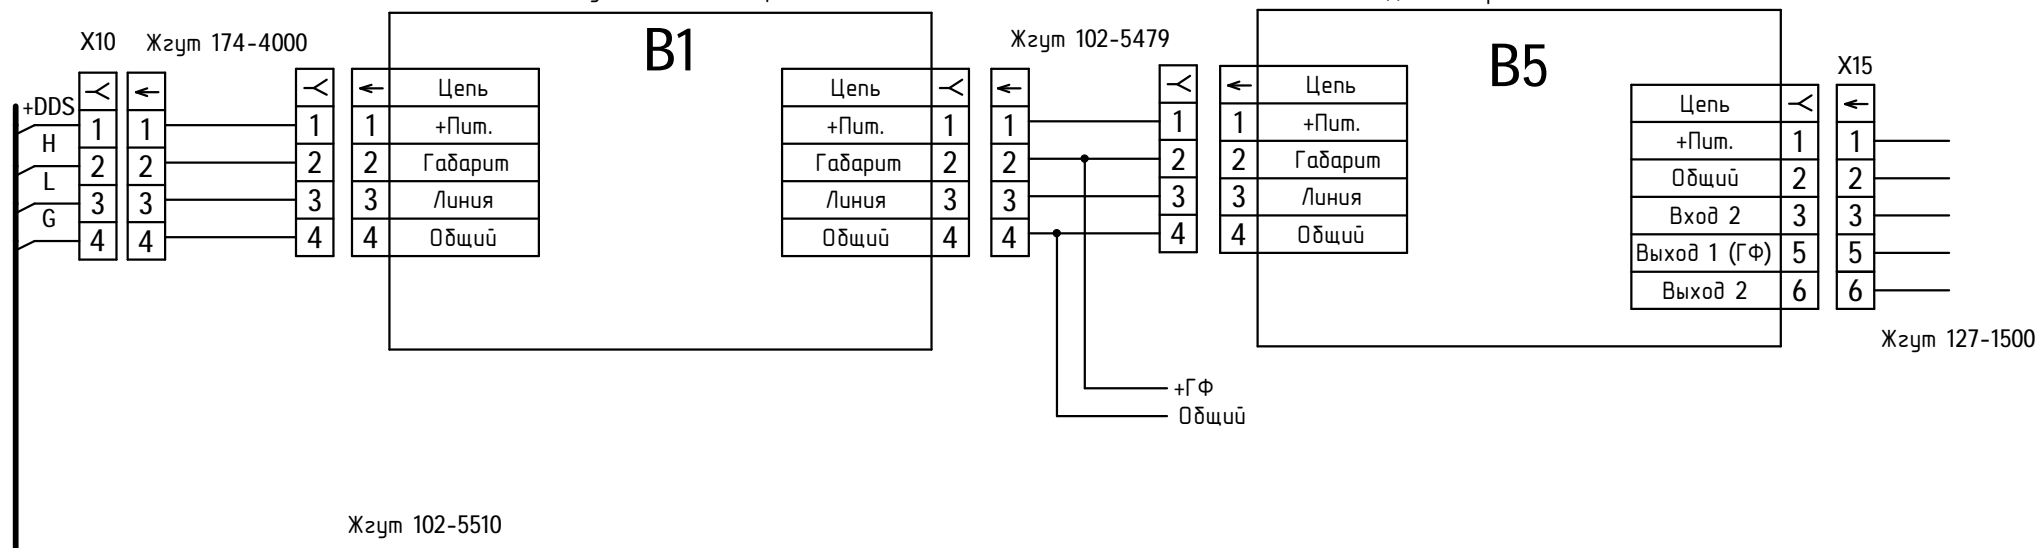 X10
Жгут 174-4000
+DDS
H
L
G
1 1 1
2 2 2
3 3 3
4 4 4
B1
Цепь
1 +Пит.
2 Габарит
3 Линия
4 Общий
Цепь
+Пит. 1 1
Габарит 2 2
Линия 3 3
Общий 4 4
Жгут 102-5479
1
2
3
4
+ГФ
Общий
B5
Цепь
1 +Пит.
2 Габарит
3 Линия
4 Общий
X15
Цепь
+Пит. 1 1
Общий 2 2
Вход 2 3 3
Выход 1 (ГФ) 5 5
Выход 2 6 6
Жгут 127-1500
Жгут 102-5510